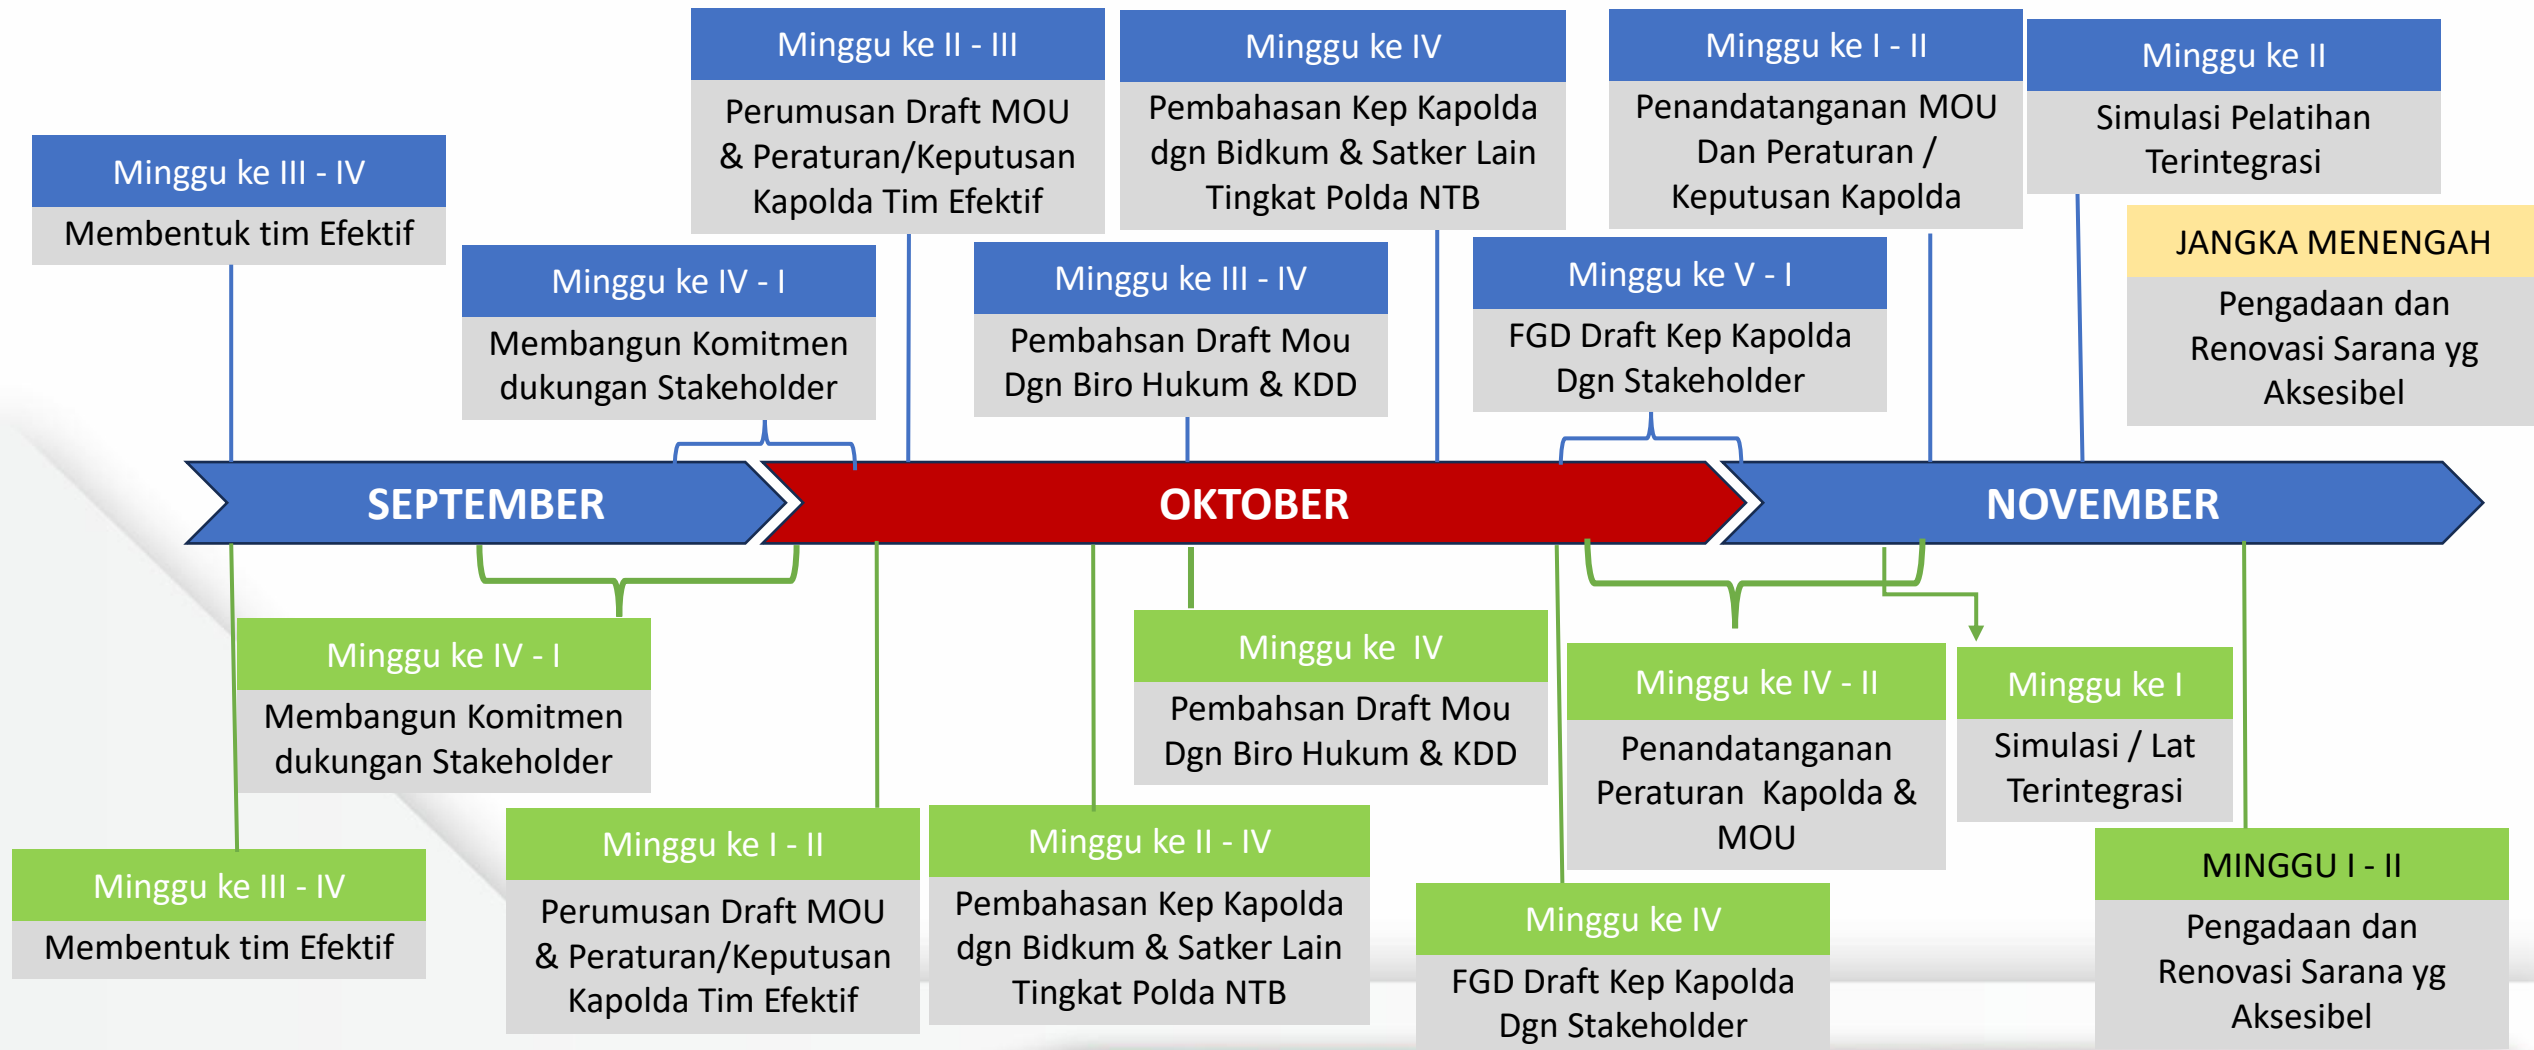 Minggu ke III - IV
Membentuk tim Efektif
Minggu ke IV - I
Membangun Komitmen
dukungan Stakeholder
Minggu ke II - III
Perumusan Draft MOU
& Peraturan/Keputusan
Kapolda Tim Efektif
Minggu ke III - IV
Pembahsan Draft Mou
Dgn Biro Hukum & KDD
Minggu ke IV
Pembahasan Kep Kapolda
dgn Bidkum & Satker Lain
Tingkat Polda NTB
Minggu ke V - I
FGD Draft Kep Kapolda
Dgn Stakeholder
Minggu ke I - II
Penandatanganan MOU
Dan Peraturan /
Keputusan Kapolda
Minggu ke II
Simulasi Pelatihan
Terintegrasi
JANGKA MENENGAH
Pengadaan dan
Renovasi Sarana yg
Aksesibel
SEPTEMBER
OKTOBER
NOVEMBER
Minggu ke III - IV
Membentuk tim Efektif
Minggu ke IV - I
Membangun Komitmen
dukungan Stakeholder
Minggu ke I - II
Perumusan Draft MOU
& Peraturan/Keputusan
Kapolda Tim Efektif
Minggu ke II - IV
Pembahasan Kep Kapolda
dgn Bidkum & Satker Lain
Tingkat Polda NTB
Minggu ke  IV
Pembahsan Draft Mou
Dgn Biro Hukum & KDD
Minggu ke IV
FGD Draft Kep Kapolda
Dgn Stakeholder
Minggu ke IV - II
Penandatanganan
Peraturan  Kapolda &
MOU
Minggu ke I
Simulasi / Lat
Terintegrasi
MINGGU I - II
Pengadaan dan
Renovasi Sarana yg
Aksesibel